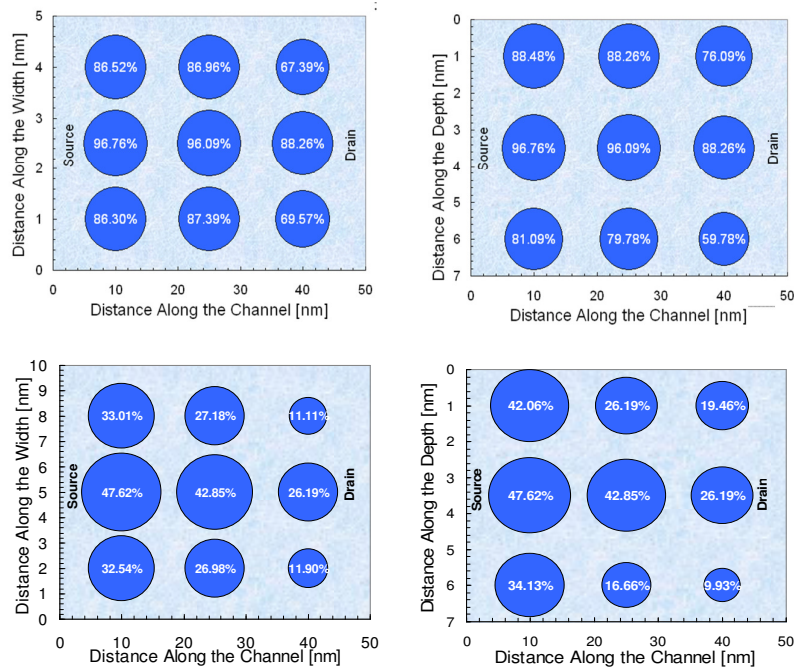 :
5
4
3
2
1
0
Distance Along the Width [nm]
Source
86.52% 86.96% 67.39%
96.76% 96.09% 88.26%
86.30% 87.39% 69.57%
Drain
0 10 20 30 40 50
Distance Along the Channel [nm]
0
1
2
3
4
5
6
7
Distance Along the Depth [nm]
Source
88.48% 88.26% 76.09%
96.76% 96.09% 88.26%
81.09% 79.78% 59.78%
Drain
0 10 20 30 40 50
Distance Along the Channel [nm]
10
9
8
7
6
5
4
3
2
1
0
Distance Along the Width [nm]
Source
33.01% 27.18% 11.11%
47.62% 42.85% 26.19%
32.54% 26.98% 11.90%
Drain
0 10 20 30 40 50
Distance Along the Channel [nm]
0
1
2
3
4
5
6
7
Distance Along the Depth [nm]
Source
42.06% 26.19% 19.46%
47.62% 42.85% 26.19%
34.13% 16.66% 9.93%
Drain
0 10 20 30 40 50
Distance Along the Channel [nm]